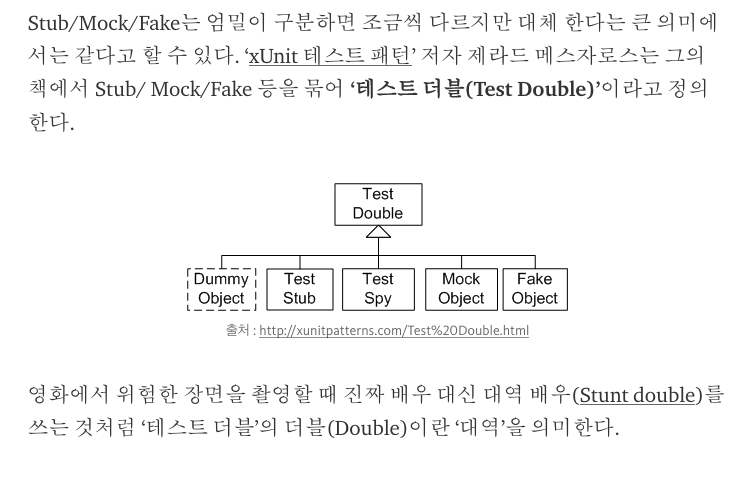 Stub/Mock/Fake는 엄밀이 구분하면 조금씩 다르지만 대체 한다는 큰 의미에
서는 같다고 할 수 있다. ‘xUnit 테스트 패턴’ 저자 제라드 메스자로스는 그의
책에서 Stub/ Mock/Fake 등을 묶어 ‘테스트 더블(Test Double)’이라고 정의
한다.
Test
Double
Dummy
Object
Test
Stub
Test
Spy
Mock
Object
Fake
Object
출처 : http://xunitpatterns.com/Test%20Double.html
영화에서 위험한 장면을 촬영할 때 진짜 배우 대신 대역 배우(Stunt double)를
쓰는 것처럼 ‘테스트 더블’의 더블(Double)이란 ‘대역’을 의미한다.